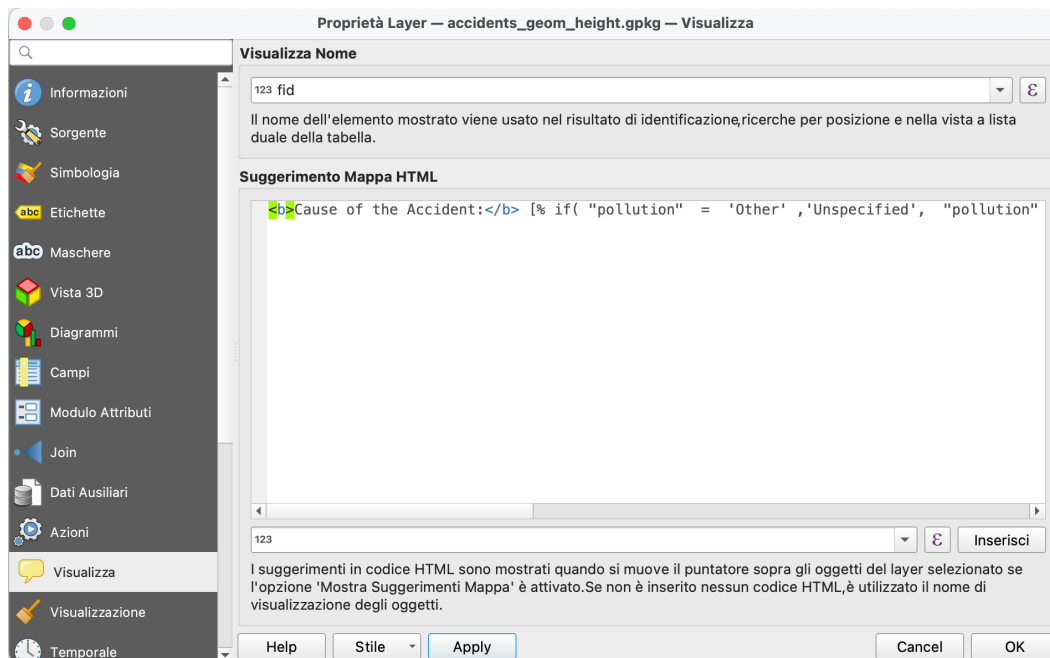 Proprietà Layer — accidents_geom_height.gpkg — Visualizza
Informazioni
Sorgente
Simbologia
abc Etichette
abc Maschere
Vista 3D
Diagrammi
Campi
Modulo Attributi
Join
Dati Ausiliari
Azioni
Visualizza
Visualizzazione
Temporale
Visualizza Nome
123 fid
ε
Il nome dell'elemento mostrato viene usato nel risultato di identificazione,ricerche per posizione e nella vista a lista
duale della tabella.
Suggerimento Mappa HTML
<b>Cause of the Accident:</b> [% if( "pollution"  =  'Other' ,'Unspecified',  "pollution"
123
ε
Inserisci
I suggerimenti in codice HTML sono mostrati quando si muove il puntatore sopra gli oggetti del layer selezionato se
l'opzione 'Mostra Suggerimenti Mappa' è attivato.Se non è inserito nessun codice HTML,è utilizzato il nome di
visualizzazione degli oggetti.
Help
Stile
Apply
Cancel
OK